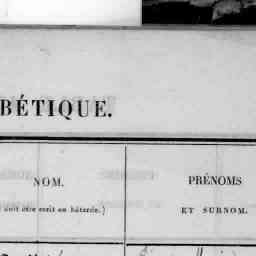 BÉTIQUE.
NOM. PRÉNOMS
doit être écrit en bâtarde.) ET SURNOM.